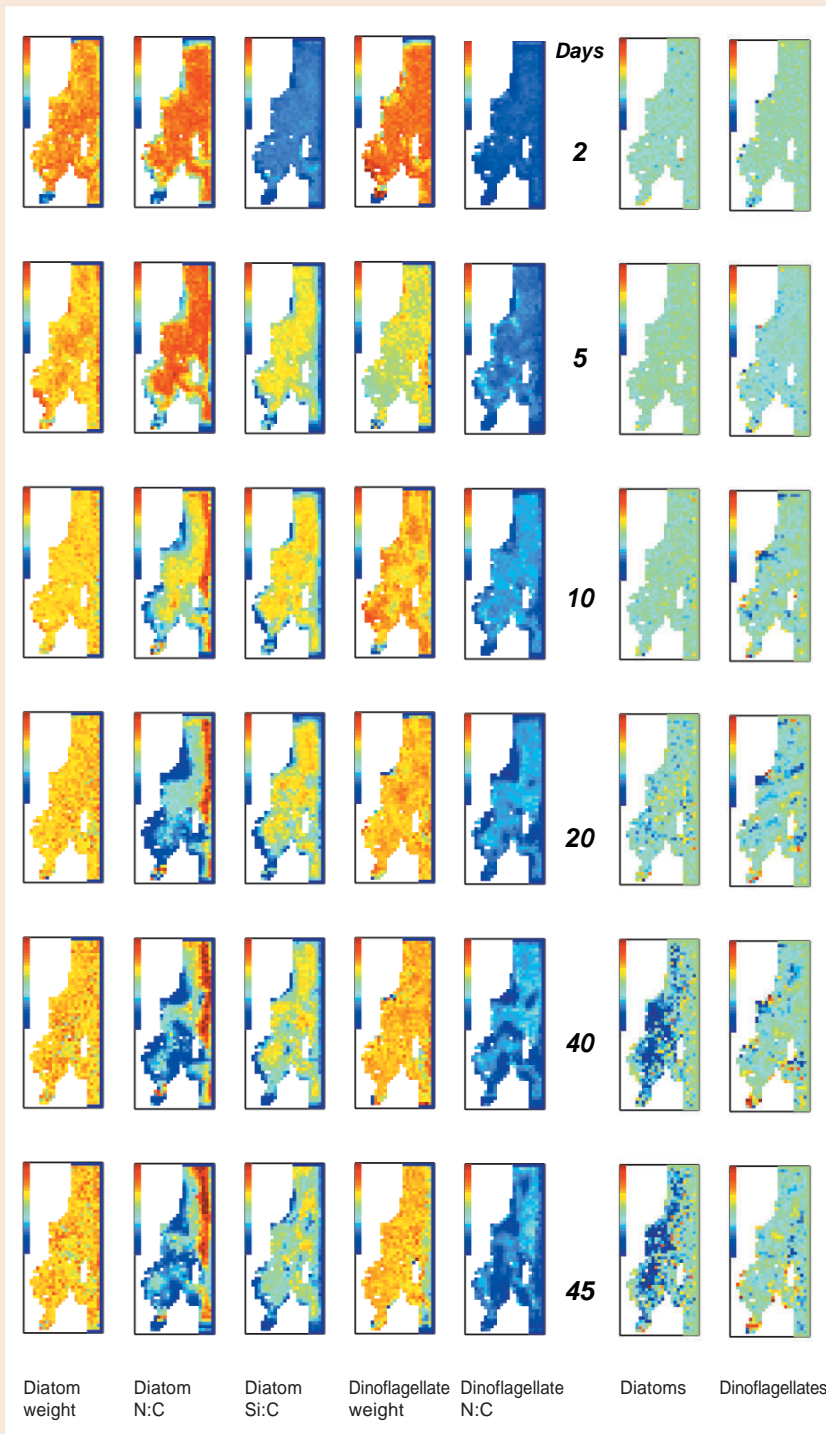 Days
2
5
10
20
40
45
Diatom
weight
Diatom
N:C
Diatom
Si:C
Dinoflagellate
weight
Dinoflagellate
N:C
Diatoms
Dinoflagellates